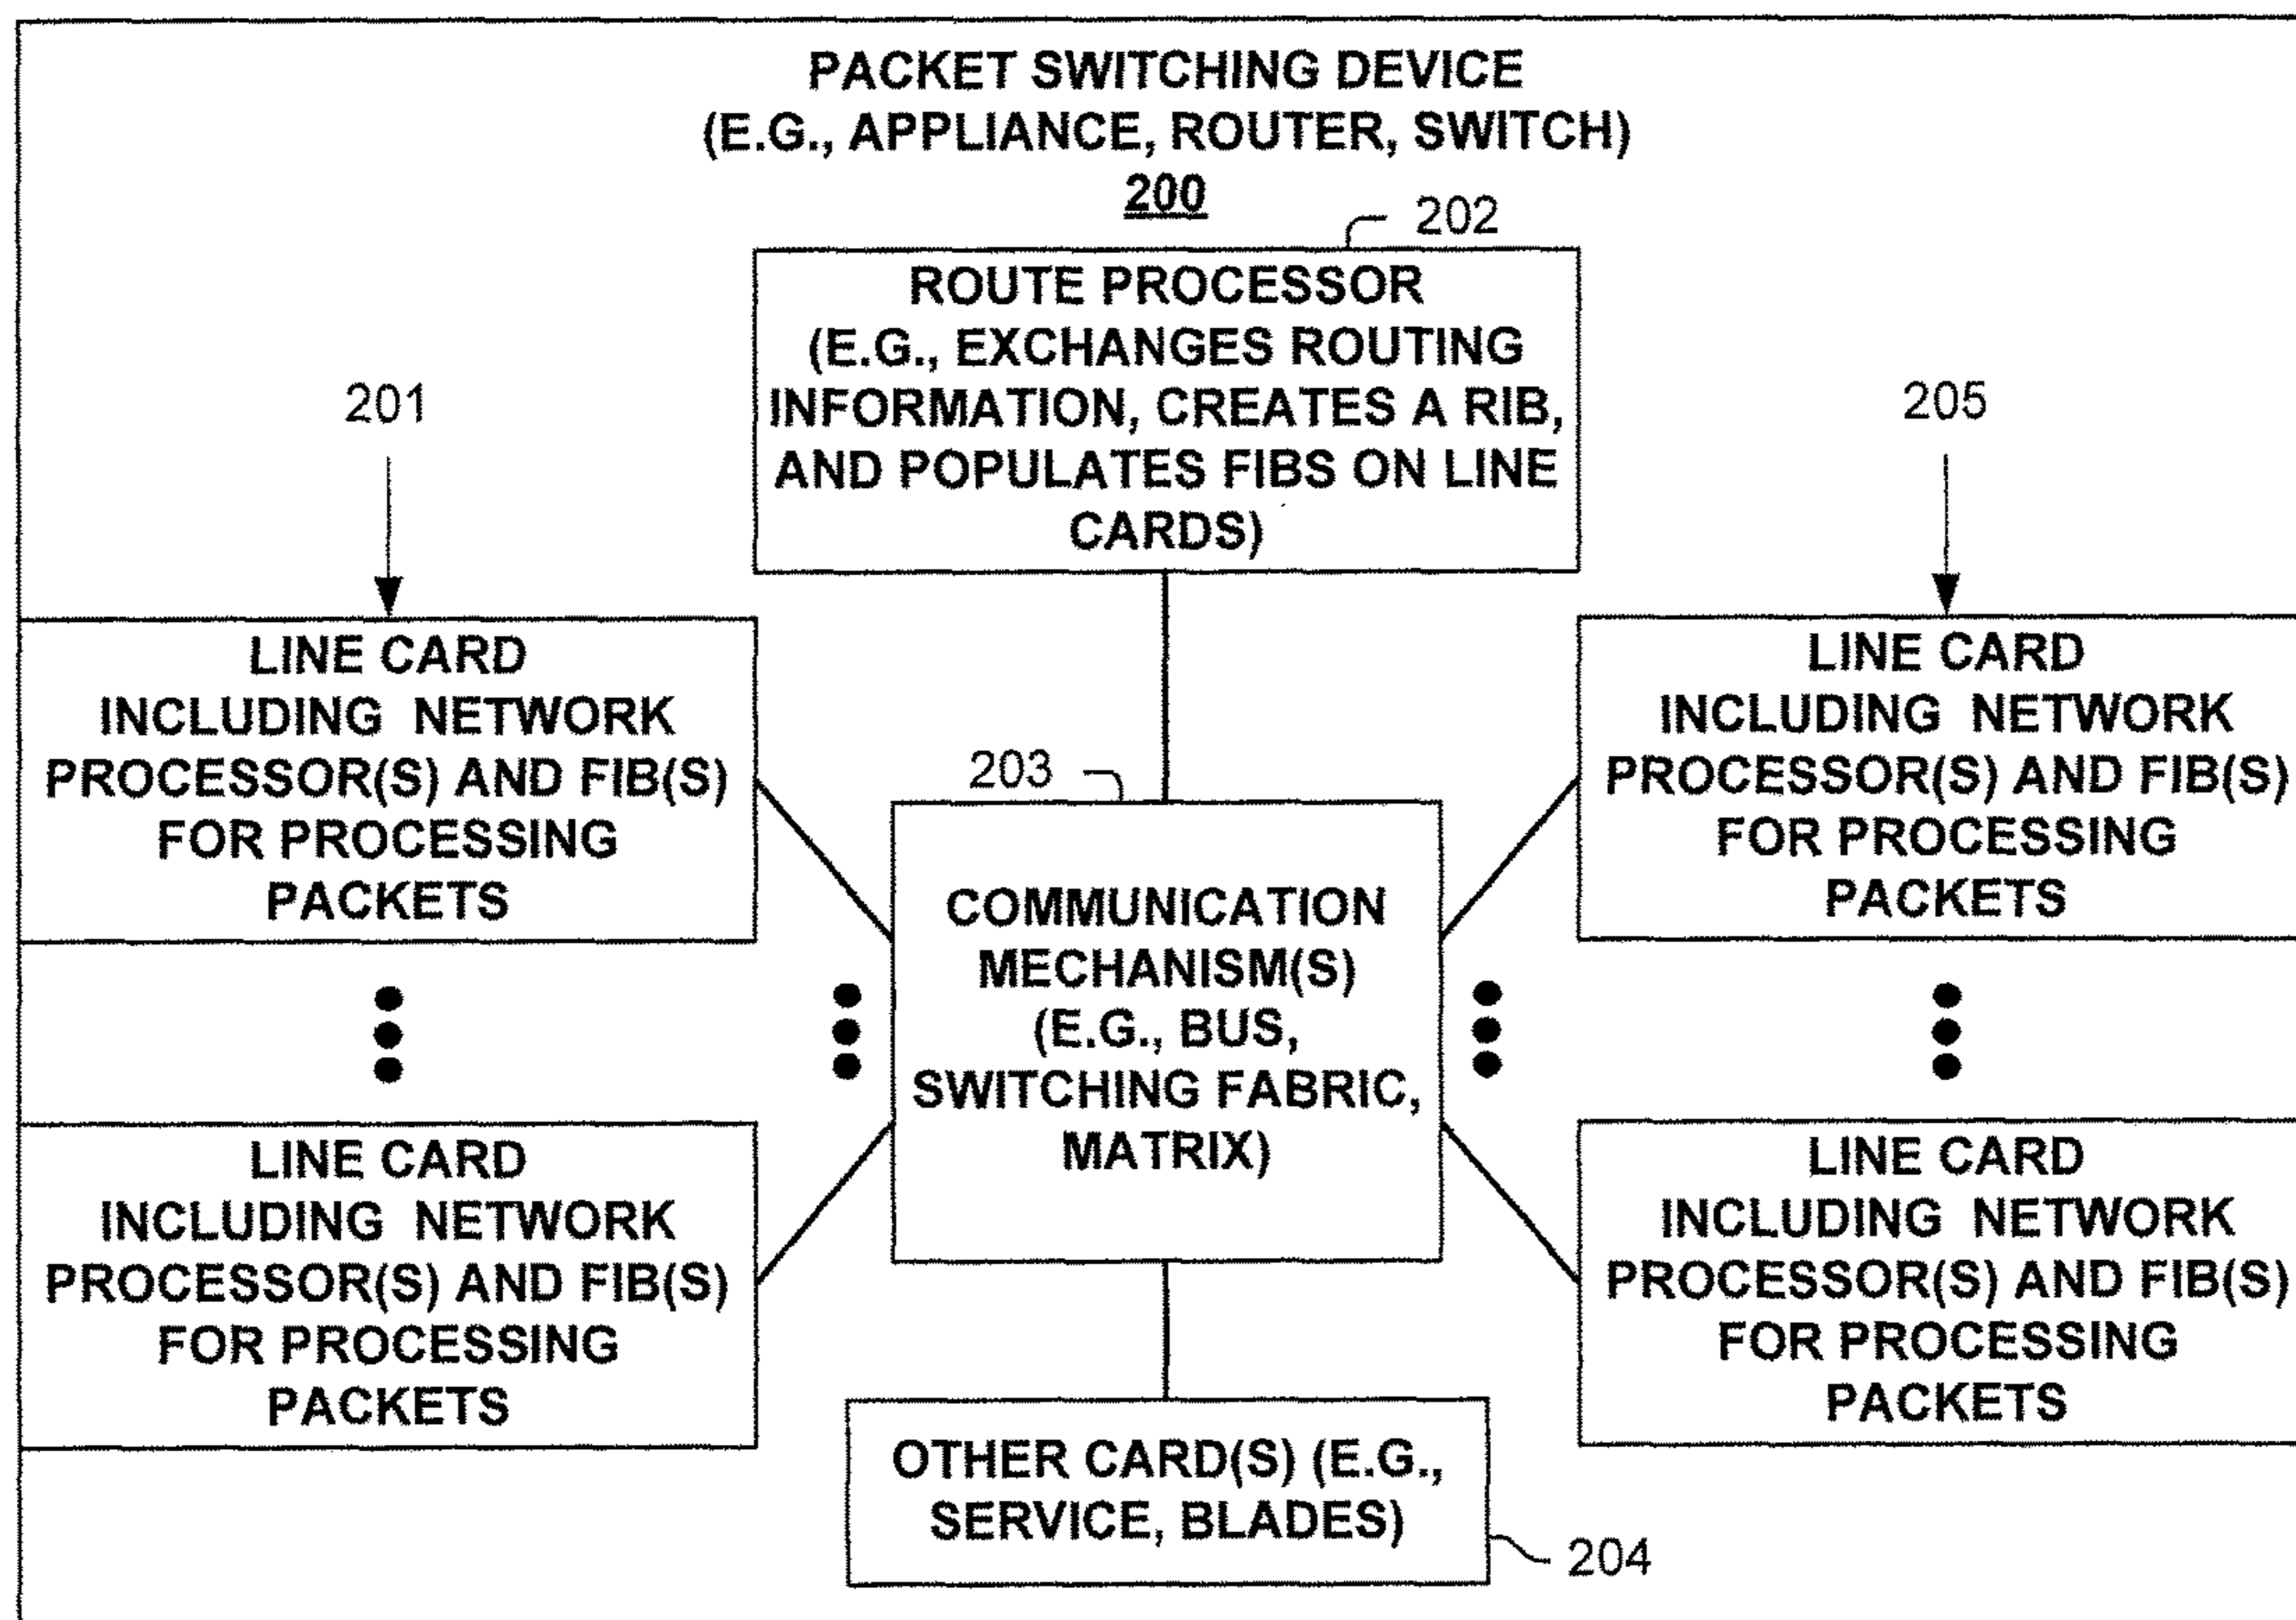 PACKET SWITCHING DEVICE
(E.G., APPLIANCE, ROUTER, SWITCH)
200
202
ROUTE PROCESSOR
(E.G., EXCHANGES ROUTING
INFORMATION, CREATES A RIB,
AND POPULATES FIBS ON LINE
CARDS)
201
205
LINE CARD
INCLUDING NETWORK
PROCESSOR(S) AND FIB(S)
FOR PROCESSING
PACKETS
LINE CARD
INCLUDING NETWORK
PROCESSOR(S) AND FIB(S)
FOR PROCESSING
PACKETS
203
COMMUNICATION
MECHANISM(S)
(E.G., BUS,
SWITCHING FABRIC,
MATRIX)
LINE CARD
INCLUDING NETWORK
PROCESSOR(S) AND FIB(S)
FOR PROCESSING
PACKETS
LINE CARD
INCLUDING NETWORK
PROCESSOR(S) AND FIB(S)
FOR PROCESSING
PACKETS
OTHER CARD(S) (E.G.,
SERVICE, BLADES)
204